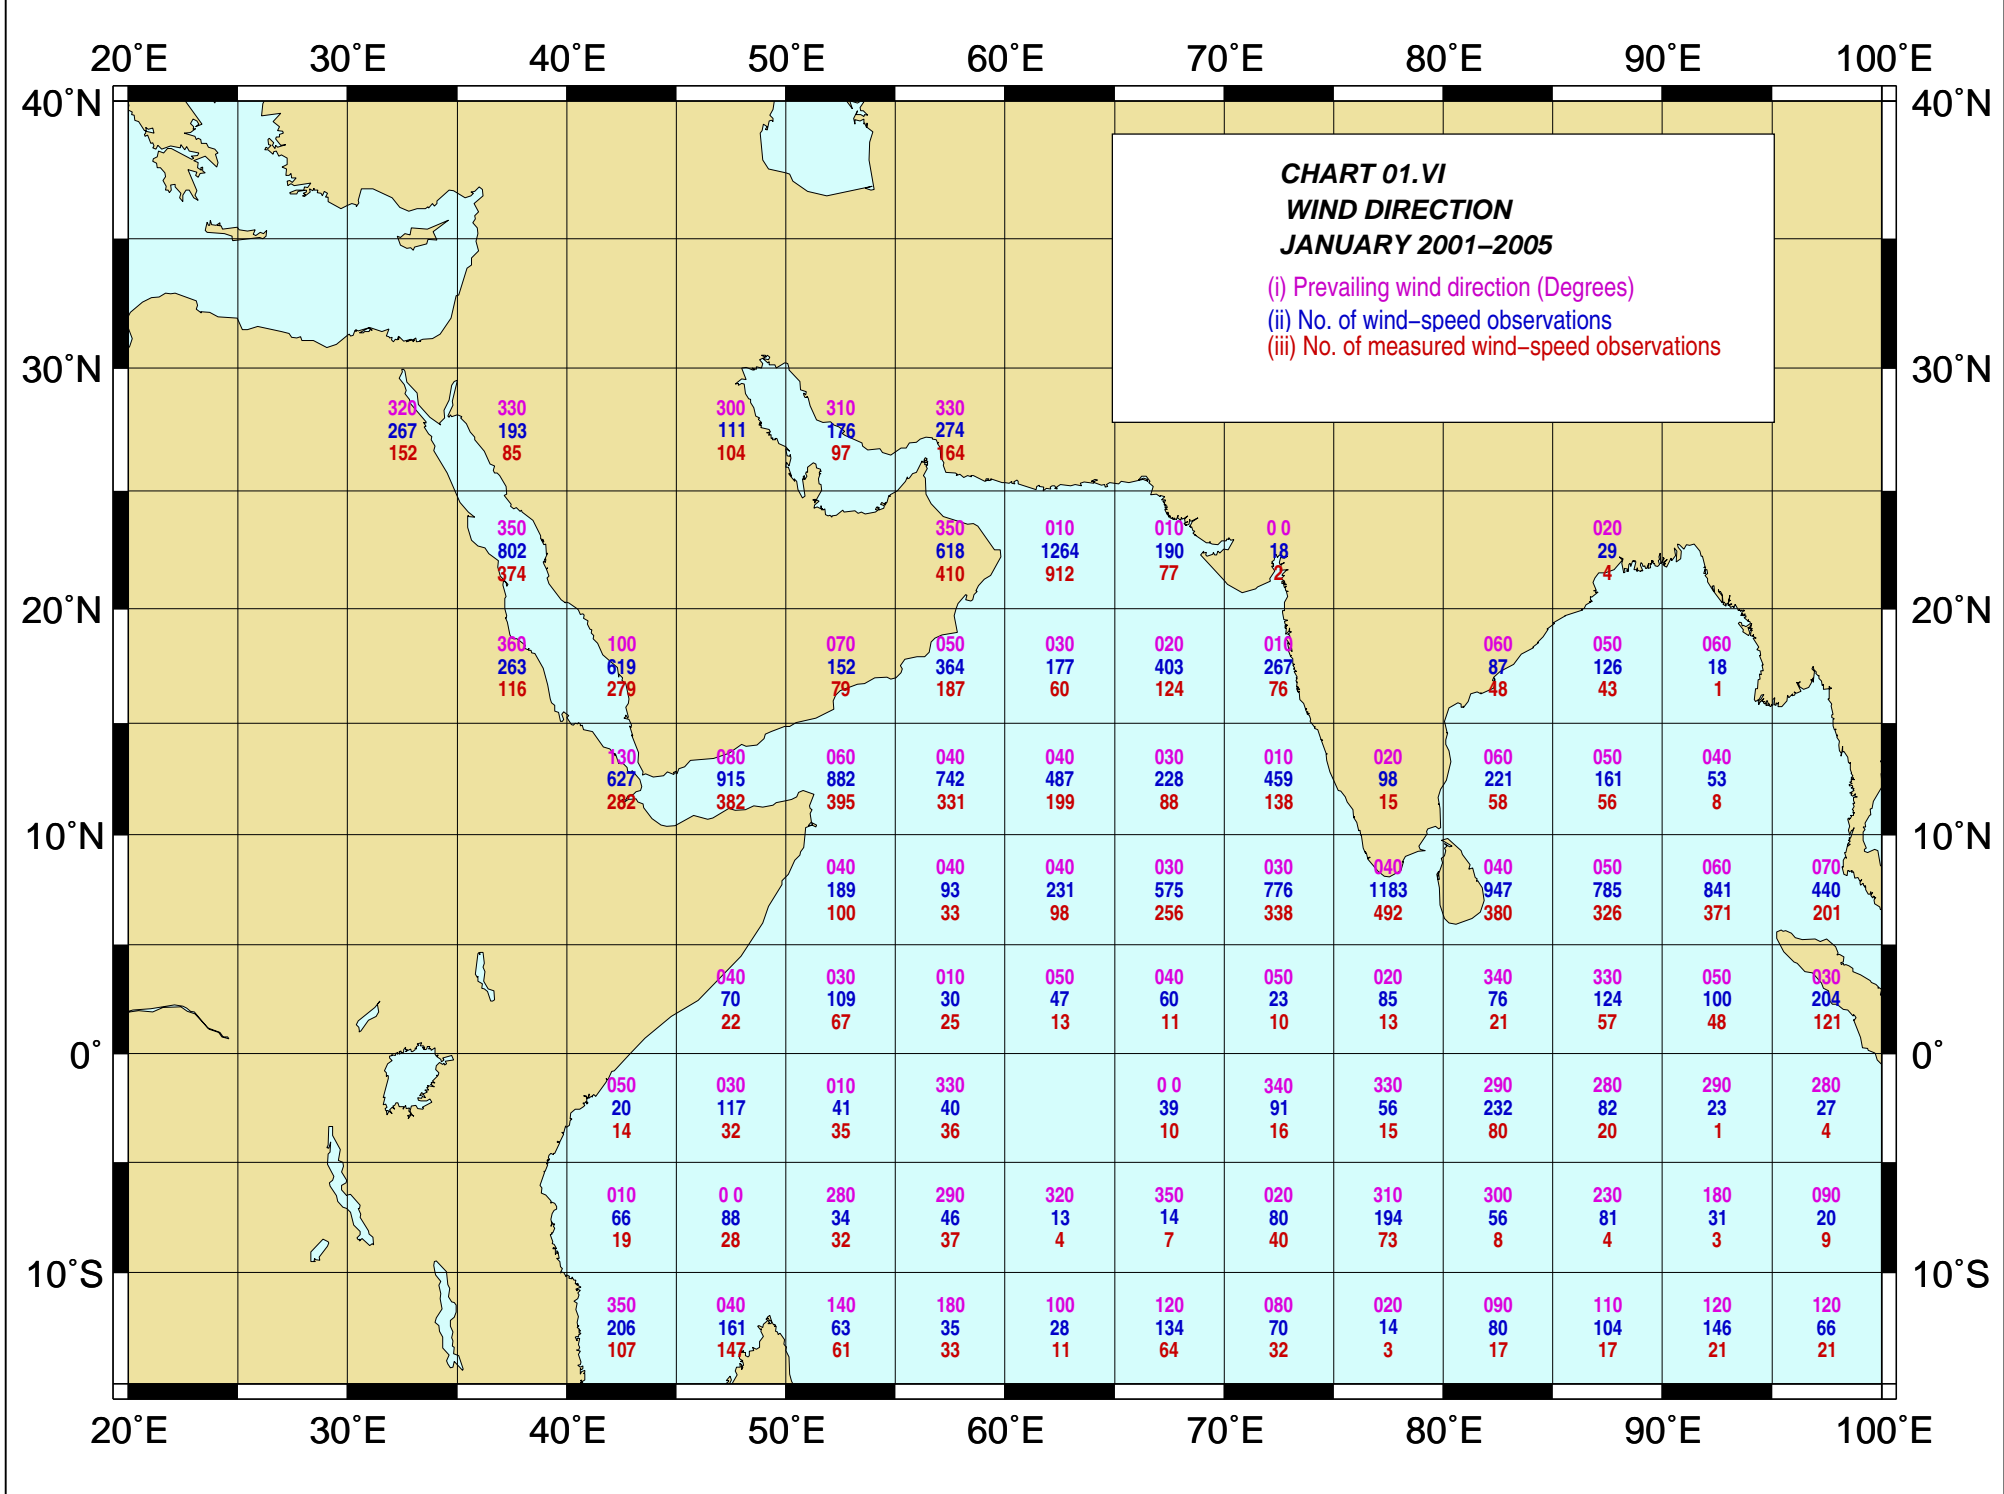 20°E 30°E 40°E 50°E 60°E 70°E 80°E 90°E 100°E
40°N 40°N
CHART 01.VI
WIND DIRECTION
JANUARY 2001–2005
(i) Prevailing wind direction (Degrees)
(ii) No. of wind–speed observations
(iii) No. of measured wind–speed observations
30°N 30°N
320 330 300 310 330
267 193 111 176 274
152 85 104 97 164
350 350 010 010 0 0 020
802 618 1264 190 18 29
374 410 912 77 2 4
20°N 20°N
360 100 070 050 030 020 010 060 050 060
263 619 152 364 177 403 267 87 126 18
116 279 79 187 60 124 76 48 43 1
130 080 060 040 040 030 010 020 060 050 040
627 915 882 742 487 228 459 98 221 161 53
282 382 395 331 199 88 138 15 58 56 8
10°N 10°N
040 040 040 030 030 040 040 050 060 070
189 93 231 575 776 1183 947 785 841 440
100 33 98 256 338 492 380 326 371 201
040 030 010 050 040 050 020 340 330 050 030
70 109 30 47 60 23 85 76 124 100 204
22 67 25 13 11 10 13 21 57 48 121
0° 0°
050 030 010 330 0 0 340 330 290 280 290 280
20 117 41 40 39 91 56 232 82 23 27
14 32 35 36 10 16 15 80 20 1 4
010 0 0 280 290 320 350 020 310 300 230 180 090
66 88 34 46 13 14 80 194 56 81 31 20
19 28 32 37 4 7 40 73 8 4 3 9
10°S 10°S
350 040 140 180 100 120 080 020 090 110 120 120
206 161 63 35 28 134 70 14 80 104 146 66
107 147 61 33 11 64 32 3 17 17 21 21
20°E 30°E 40°E 50°E 60°E 70°E 80°E 90°E 100°E